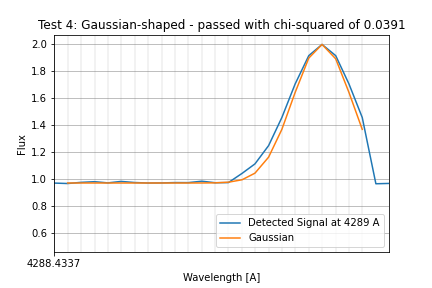 Test 4: Gaussian-shaped - passed with chi-squared of 0.0391
2.0
1.8
1.6
1.4
1.2
1.0
0.8
0.6
Flux
Detected Signal at 4289 A
Gaussian
4288.4337
Wavelength [A]